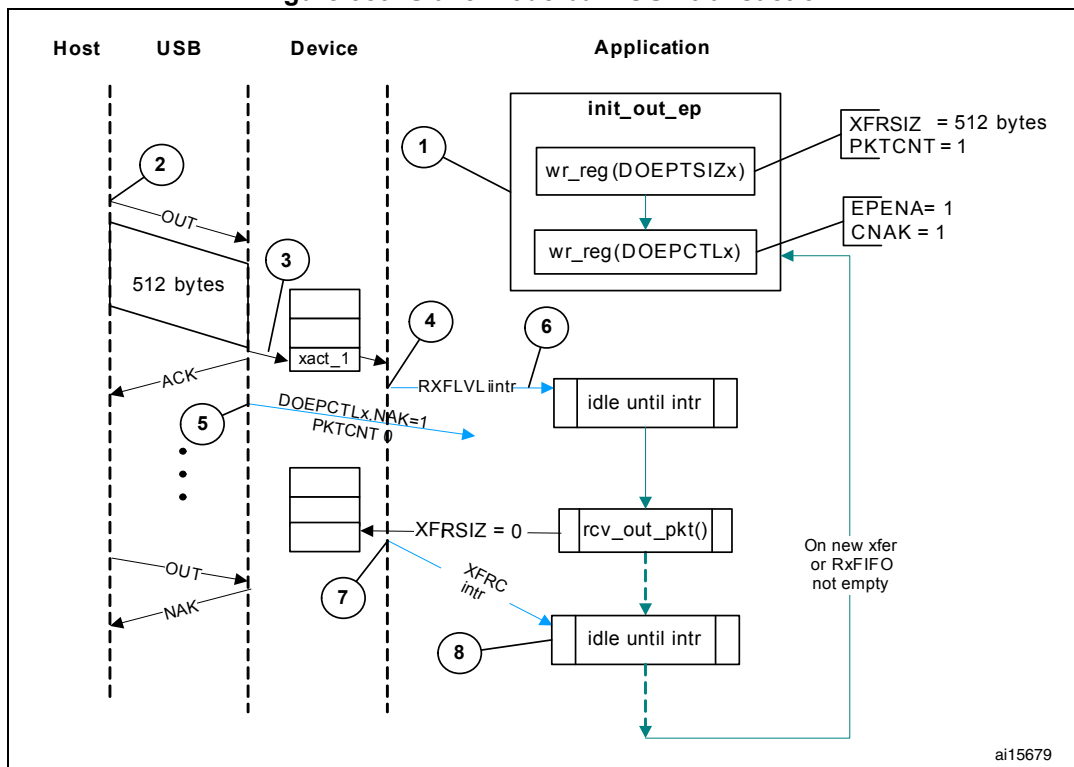 Host USB Device Application
init_out_ep
1
wr_reg(DOEPTSIZx)
XFRSIZ = 512 bytes
PKTCNT = 1
wr_reg(DOEPCTLx)
EPENA= 1
CNAK = 1
2
OUT
512 bytes
3
xact_1
4
6
ACK
RXFLVL iintr
idle until intr
5
DOEPCTLx.NAK=1
PKTCNT 0
XFRSIZ = 0
rcv_out_pkt()
On new xfer
or RxFIFO
not empty
OUT
NAK
7
XFRC
intr
8
idle until intr
ai15679